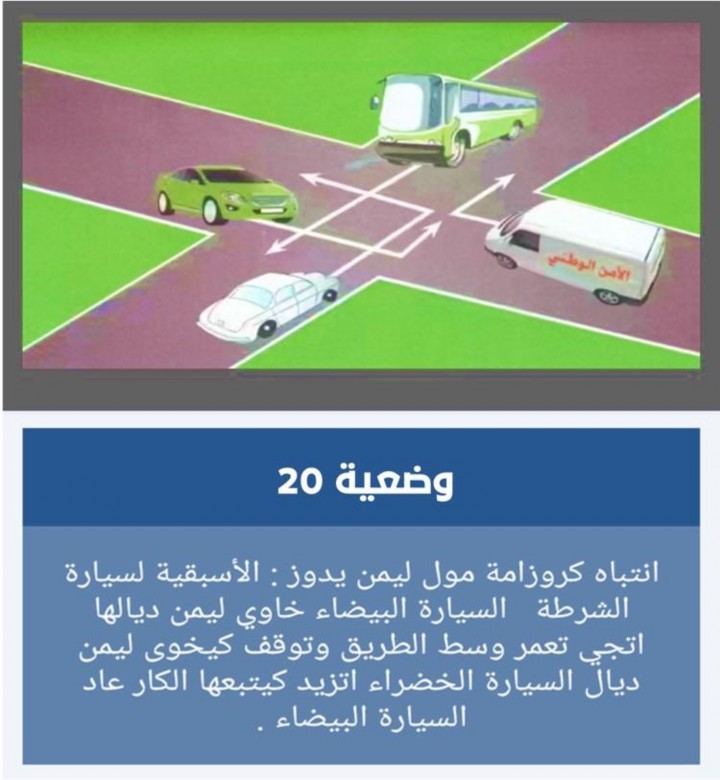 الأمن الوطني
وضعية 20
انتباه كروزامة مول ليمن يدوز : الأسبقية لسيارة
الشرطة السيارة البيضاء خاوي ليمن ديالها
اتجي تعمر وسط الطريق وتوقف كيخوى ليمن
ديال السيارة الخضراء اتزيد كيتبعها الكار عاد
السيارة البيضاء .